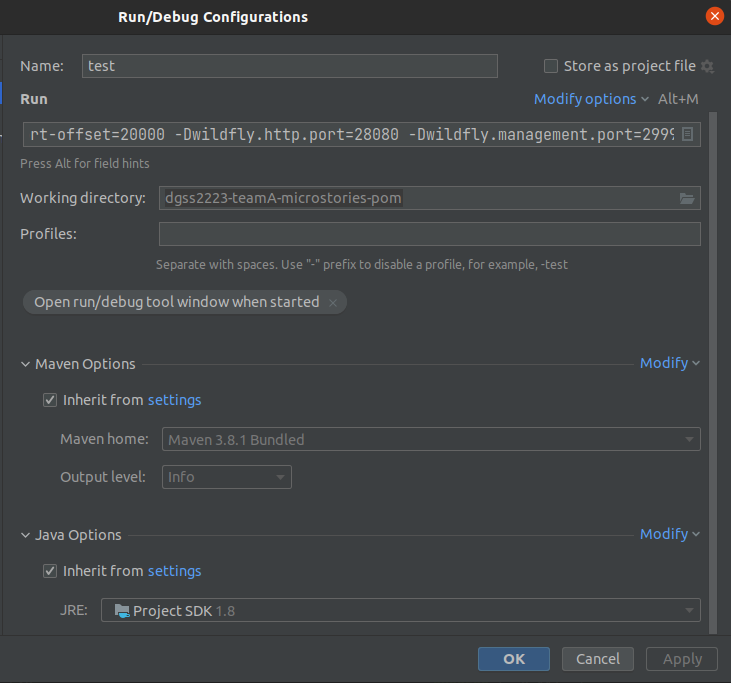 Run/Debug Configurations
Name: test Store as project file
Run Modify options Alt+M
rt-offset=20000 -Dwildfly.http.port=28080 -Dwildfly.management.port=2999
Press Alt for field hints
Working directory: dgss2223-teamA-microstories-pom
Profiles:
Separate with spaces. Use "-" prefix to disable a profile, for example, -test
Open run/debug tool window when started ×
Maven Options Modify
Inherit from settings
Maven home: Maven 3.8.1 Bundled
Output level: Info
Java Options Modify
Inherit from settings
JRE: Project SDK 1.8
OK Cancel Apply